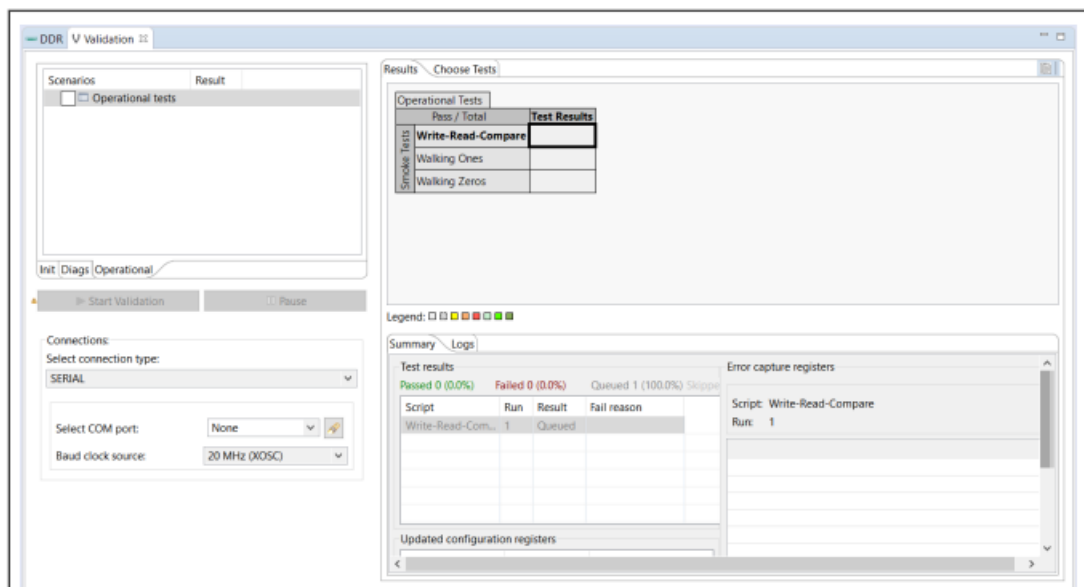 DDR Validation
Scenarios Result
Operational tests
Init Diags Operational
Start Validation Pause
Connections:
Select connection type:
SERIAL
Select COM port: None
Baud clock source: 20 MHz (XOSC)
Results Choose Tests
Operational Tests
Pass / Total Test Results
Smoke Tests
Write-Read-Compare
Walking Ones
Walking Zeros
Legend:
Summary Logs
Test results
Passed 0 (0.0%) Failed 0 (0.0%) Queued 1 (100.0%) Skippe
Script Run Result Fail reason
Write-Read-Com... 1 Queued
Updated configuration registers
Error capture registers
Script: Write-Read-Compare
Run: 1